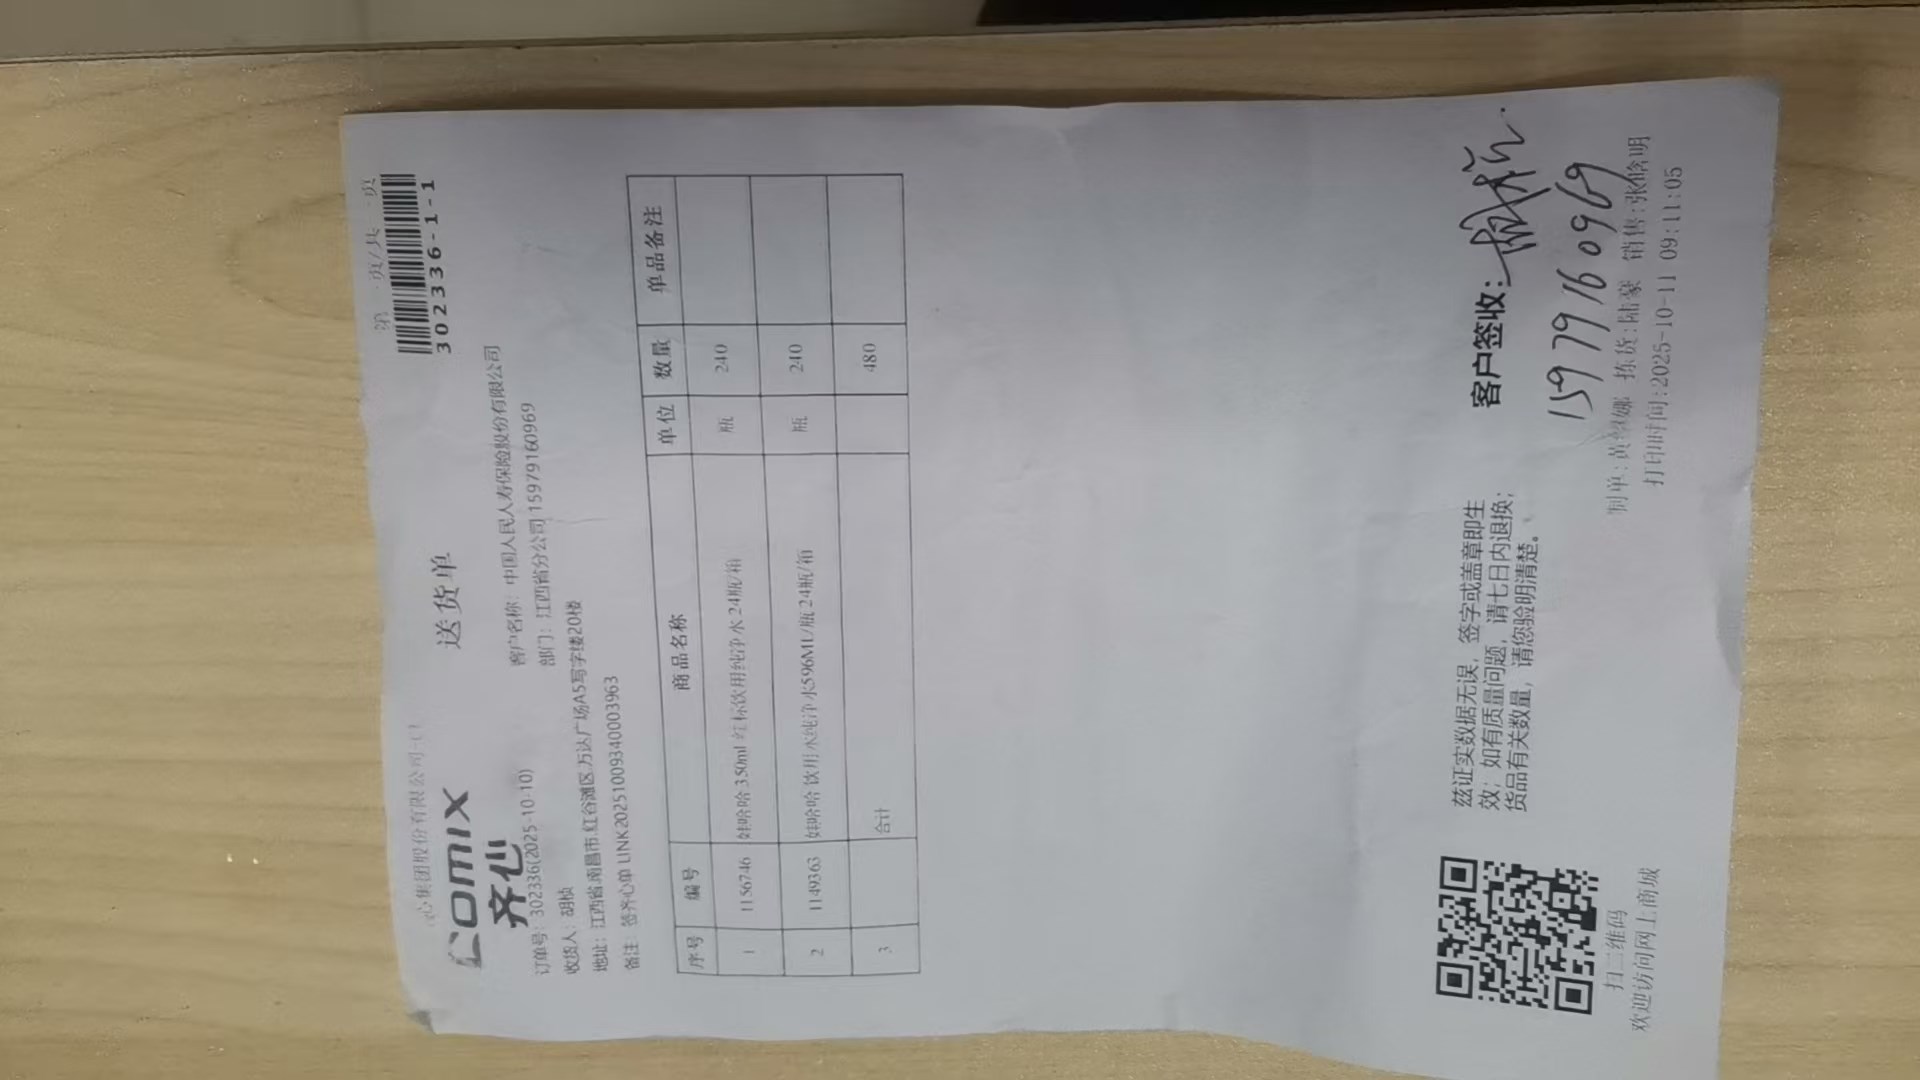 第 页/共 一 页
心集团股份有限公司
comix
齐心
送货单
302336-1-1
订单号: 302336(2025-10-10)
客户名称: 中国人民人寿保险股份有限公司
收货人: 胡桢
部门: 江西省分公司 15979160969
地址: 江西省.南昌市.红谷滩区.万达广场A5写字楼20楼
备注: 签齐心单 LINK20251009340003963
序号 编号 商品名称 单位 数量 单品备注
1 1156746 娃哈哈 350ml 红标饮用纯净水 24瓶/箱 瓶 240
2 1149363 娃哈哈 饮用水纯净水596ML/瓶 24瓶/箱 瓶 240
3 合计 480
兹证实数据无误，签字或盖章即生
效；如有质量问题，请七日内退换；
货品有关数量，请您验明清楚。
客户签收:
15979160969
制单: 黄 娜 拣货: 陆豪 销售: 张 明
打印时间:2025-10-11 09:11:05
扫二维码
欢迎访问网上商城